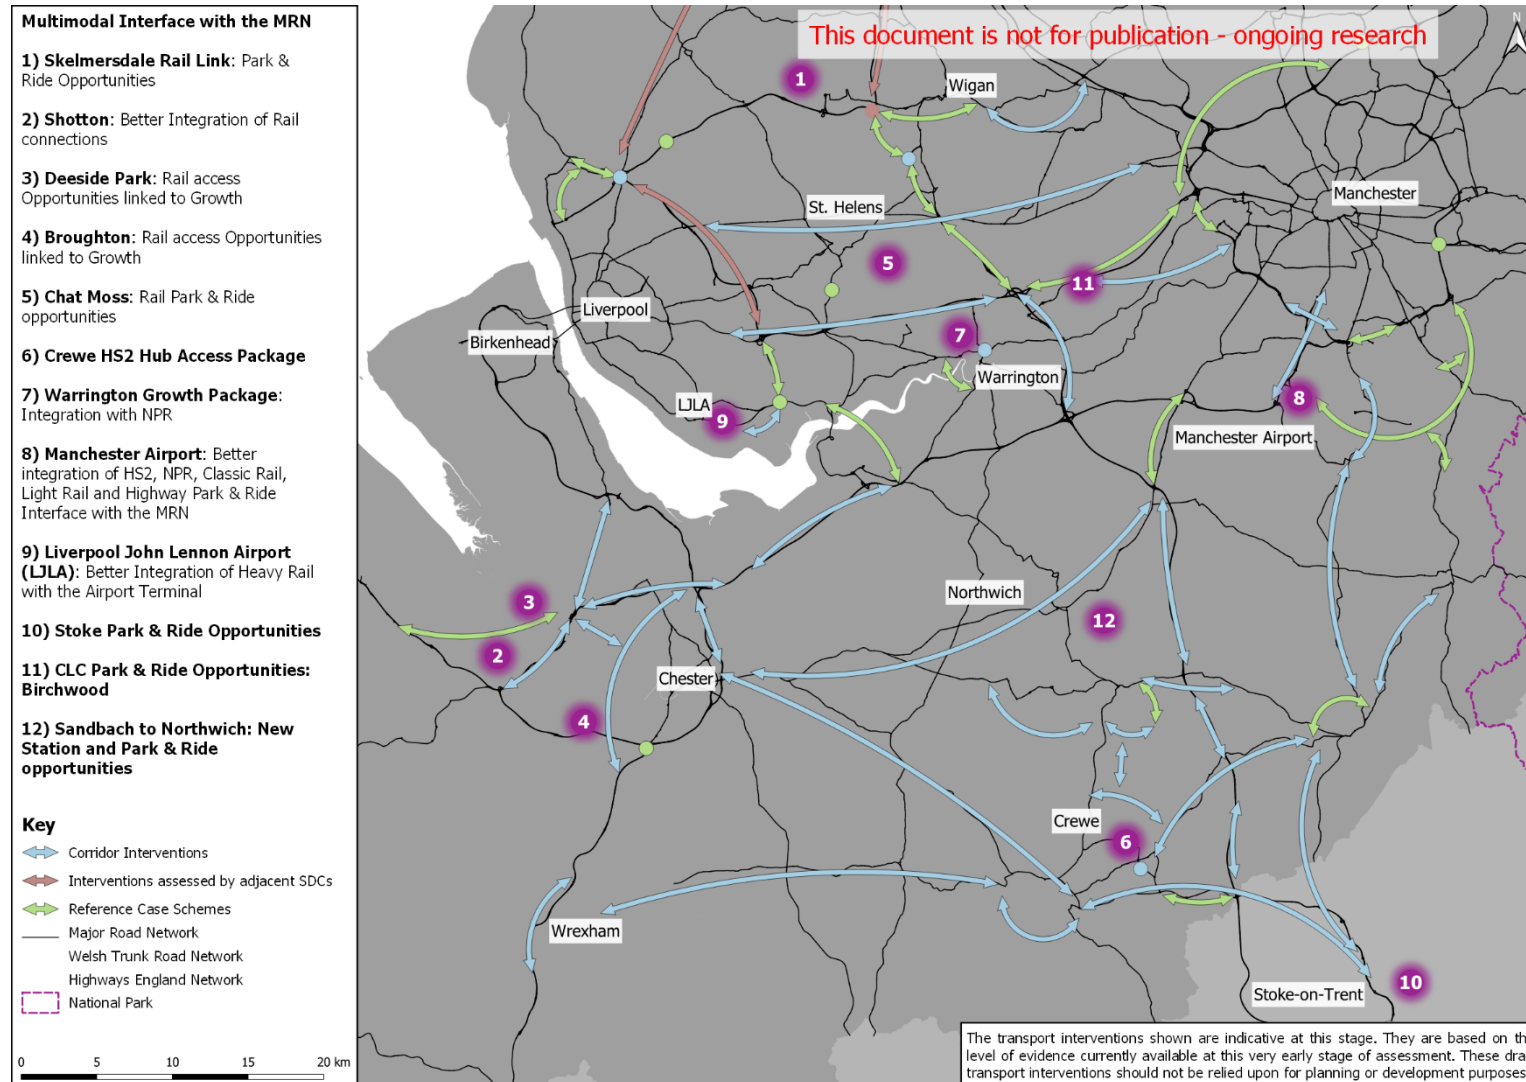 Multimodal Interface with the MRN
1) Skelmersdale Rail Link: Park &
Ride Opportunities
2) Shotton: Better Integration of Rail
connections
3) Deeside Park: Rail access
Opportunities linked to Growth
4) Broughton: Rail access Opportunities
linked to Growth
5) Chat Moss: Rail Park & Ride
opportunities
6) Crewe HS2 Hub Access Package
7) Warrington Growth Package:
Integration with NPR
8) Manchester Airport: Better
integration of HS2, NPR, Classic Rail,
Light Rail and Highway Park & Ride
Interface with the MRN
9) Liverpool John Lennon Airport
(LJLA): Better Integration of Heavy Rail
with the Airport Terminal
10) Stoke Park & Ride Opportunities
11) CLC Park & Ride Opportunities:
Birchwood
12) Sandbach to Northwich: New
Station and Park & Ride
opportunities
Key
Corridor Interventions
Interventions assessed by adjacent SDCs
Reference Case Schemes
Major Road Network
Welsh Trunk Road Network
Highways England Network
National Park
0 5 10 15 20 km
This document is not for publication - ongoing research
N
1
Wigan
Manchester
St. Helens
5
11
Liverpool
Birkenhead
7
Warrington
LJLA
9
8
Manchester Airport
3
Northwich
12
2
Chester
4
Crewe
6
Wrexham
10
Stoke-on-Trent
The transport interventions shown are indicative at this stage. They are based on th
level of evidence currently available at this very early stage of assessment. These dra
transport interventions should not be relied upon for planning or development purposes